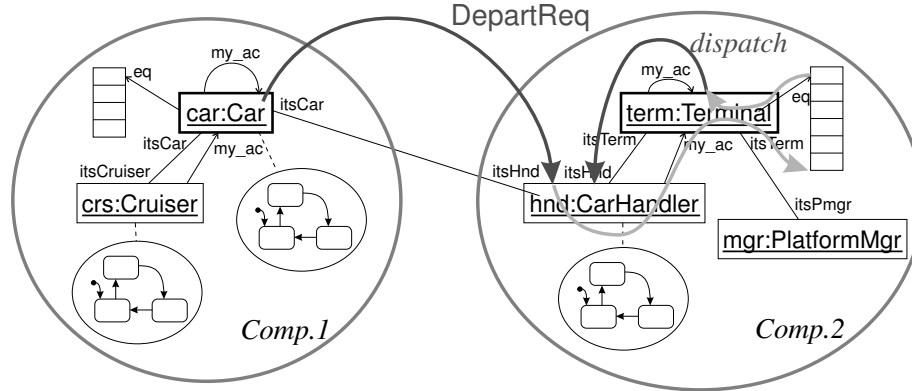 DepartReq
dispatch
my_ac
my_ac
eq
eq
itsCar
car:Car
term:Terminal
itsCar
my_ac
itsTerm
my_ac
itsTerm
itsCruiser
itsHnd
itsHnd
crs:Cruiser
hnd:CarHandler
itsPmgr
mgr:PlatformMgr
Comp.1
Comp.2